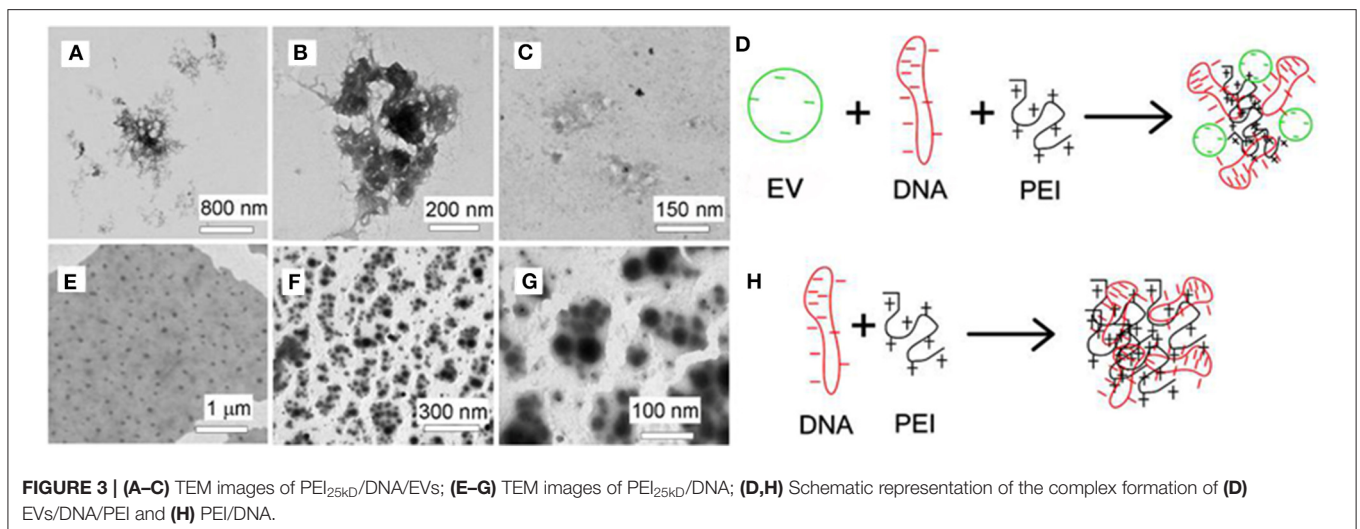 A
B
C
D
800 nm
200 nm
150 nm
EV + DNA + PEI
E
F
G
H
1 μm
300 nm
100 nm
DNA + PEI
FIGURE 3 | (A–C) TEM images of PEI25kD/DNA/EVs; (E–G) TEM images of PEI25kD/DNA; (D,H) Schematic representation of the complex formation of (D)
EVs/DNA/PEI and (H) PEI/DNA.